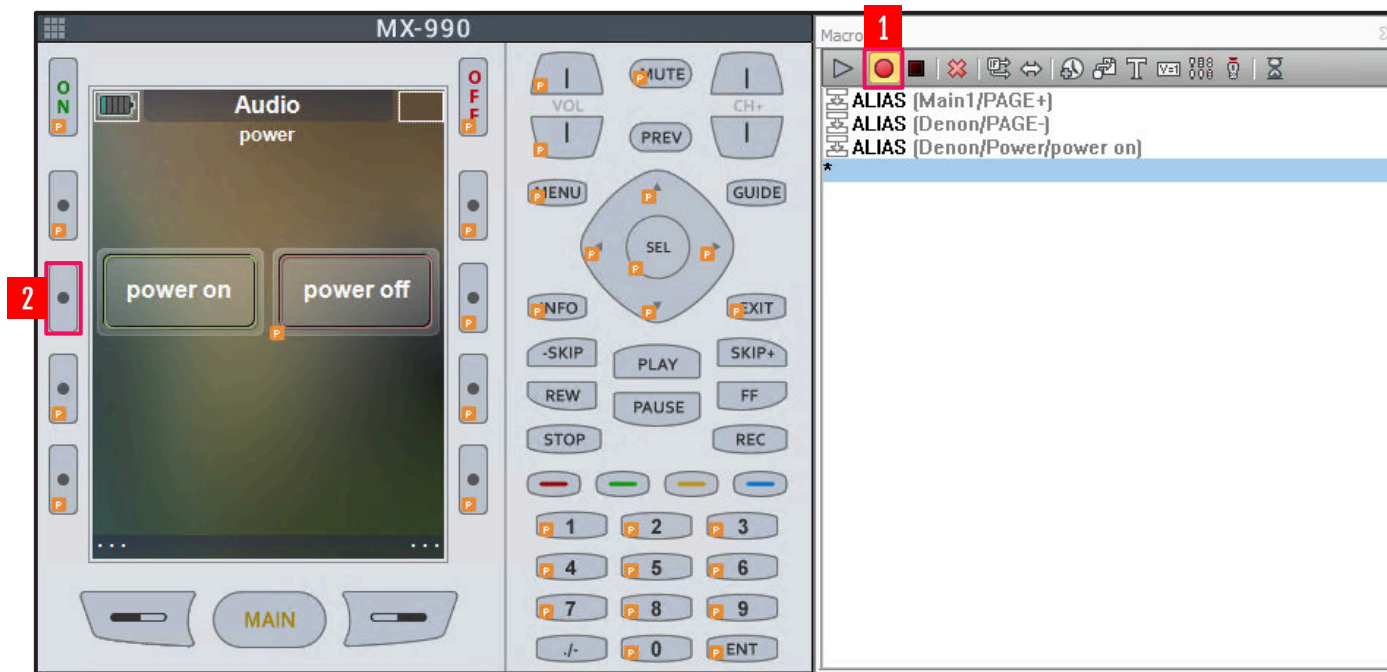 MX-990
ON
OFF
Audio
power
power on
power off
2
MAIN
MUTE
VOL
CH+
PREV
MENU
GUIDE
SEL
INFO
EXIT
-SKIP
PLAY
SKIP+
REW
PAUSE
FF
STOP
REC
1 2 3
4 5 6
7 8 9
./- 0 ENT
Macro
1
ALIAS (Main1/PAGE+)
ALIAS (Denon/PAGE-)
ALIAS (Denon/Power/power on)
*